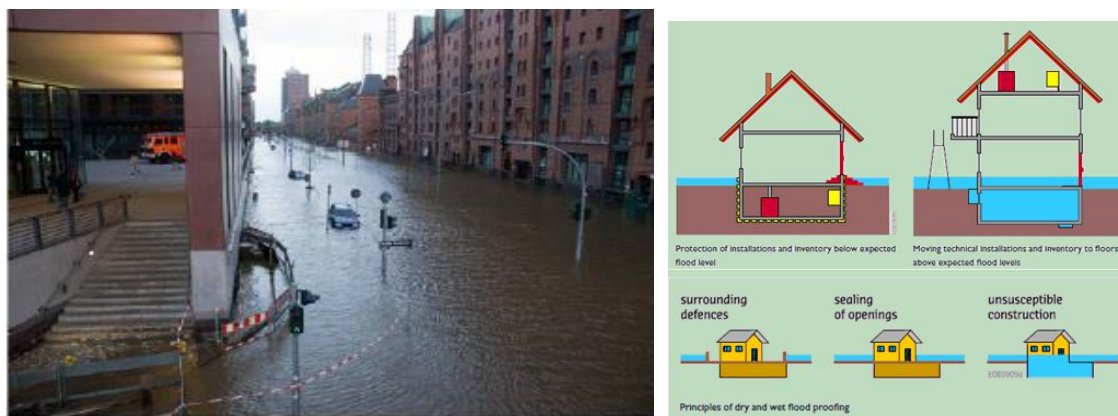 Protection of installations and inventory below expected
flood level
Moving technical installations and inventory to floors
above expected flood levels
surrounding
defences
sealing
of openings
unsusceptible
construction
Principles of dry and wet flood proofing